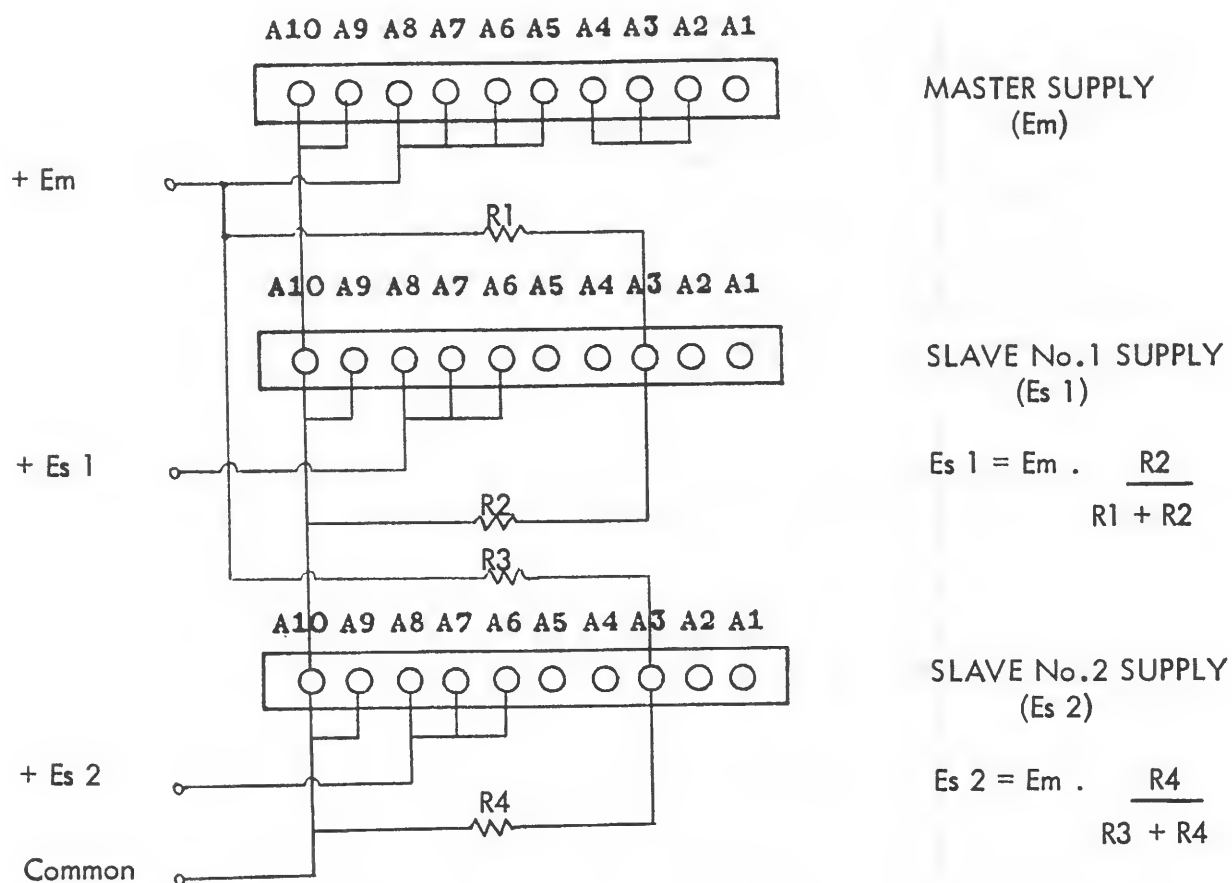 A10 A9 A8 A7 A6 A5 A4 A3 A2 A1
MASTER SUPPLY
(Em)
+ Em
R1
A10 A9 A8 A7 A6 A5 A4 A3 A2 A1
SLAVE No.1 SUPPLY
(Es 1)
+ Es 1
Es 1 = Em . R2
R1 + R2
R2
R3
A10 A9 A8 A7 A6 A5 A4 A3 A2 A1
SLAVE No.2 SUPPLY
(Es 2)
+ Es 2
Es 2 = Em . R4
R3 + R4
R4
Common